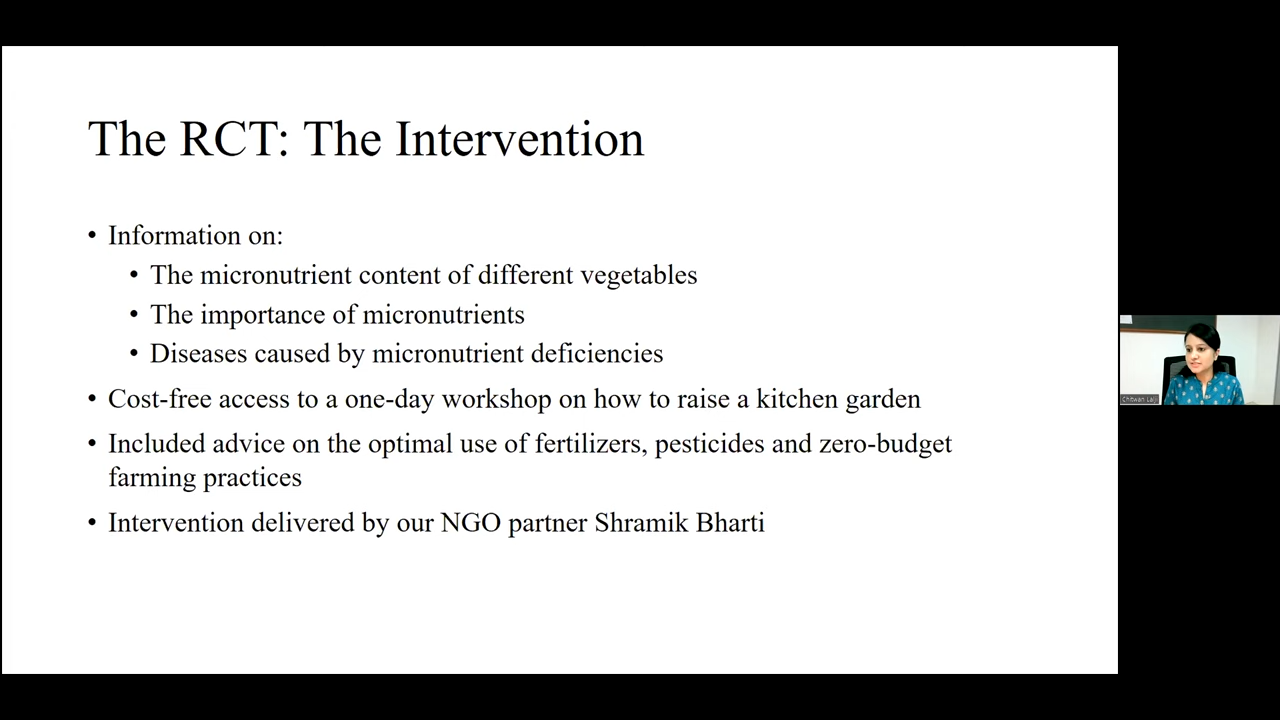 The RCT: The Intervention
• Information on:
• The micronutrient content of different vegetables
• The importance of micronutrients
• Diseases caused by micronutrient deficiencies
• Cost-free access to a one-day workshop on how to raise a kitchen garden
• Included advice on the optimal use of fertilizers, pesticides and zero-budget
farming practices
• Intervention delivered by our NGO partner Shramik Bharti
Chitwan Lalji